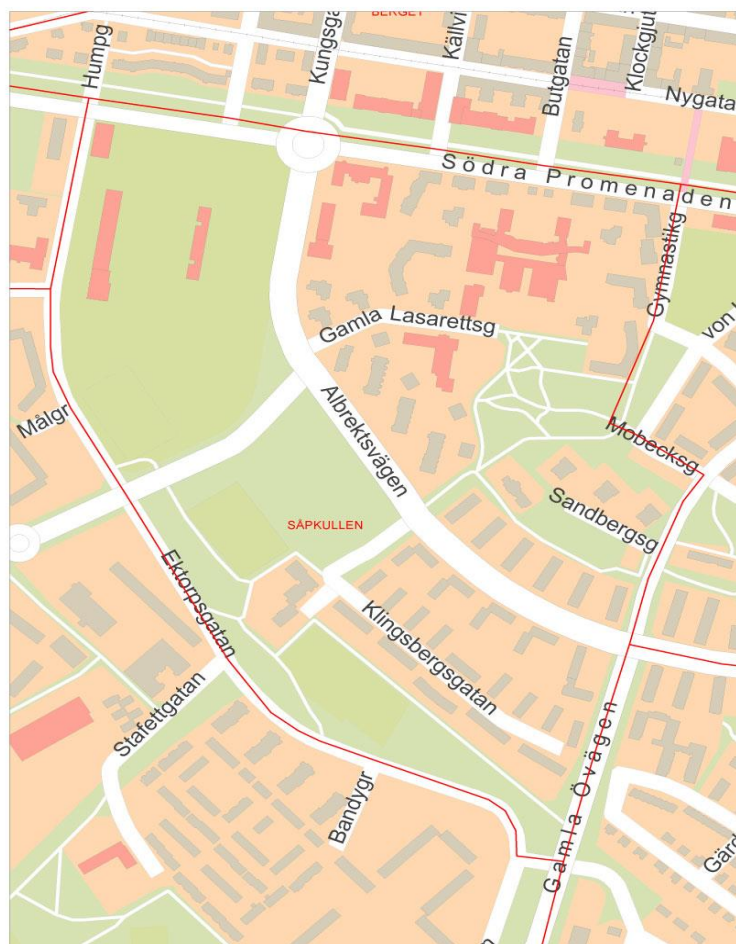 BERGET
Humpg
Kungsga
Källvi
Butgatan
Klockgjut
Nygata
Södra Promenaden
Gymnastikg
von
Gamla Lasarettsg
Albrektsvägen
Målgr
Mobecksg
Sandbergsg
SÅPKULLEN
Ektorpsgatan
Klingsbergsgatan
Stafettgatan
Bandygr
Gamla Övägen
Gärd